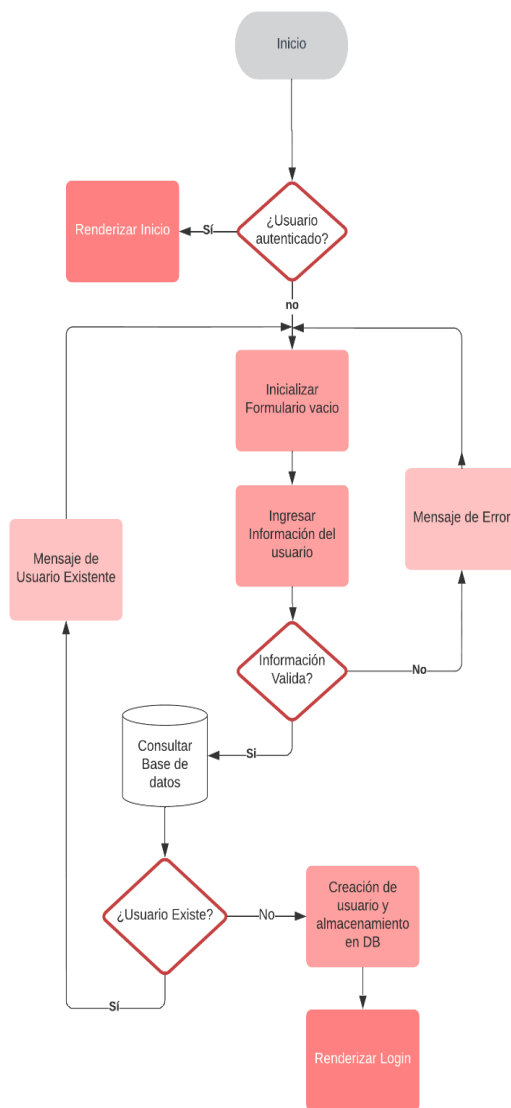 Inicio
¿Usuario
autenticado?
Sí
Renderizar Inicio
no
Inicializar
Formulario vacio
Ingresar
Información del
usuario
Mensaje de Error
Mensaje de
Usuario Existente
Información
Valida?
No
Si
Consultar
Base de
datos
¿Usuario Existe?
No
Creación de
usuario y
almacenamiento
en DB
Sí
Renderizar Login